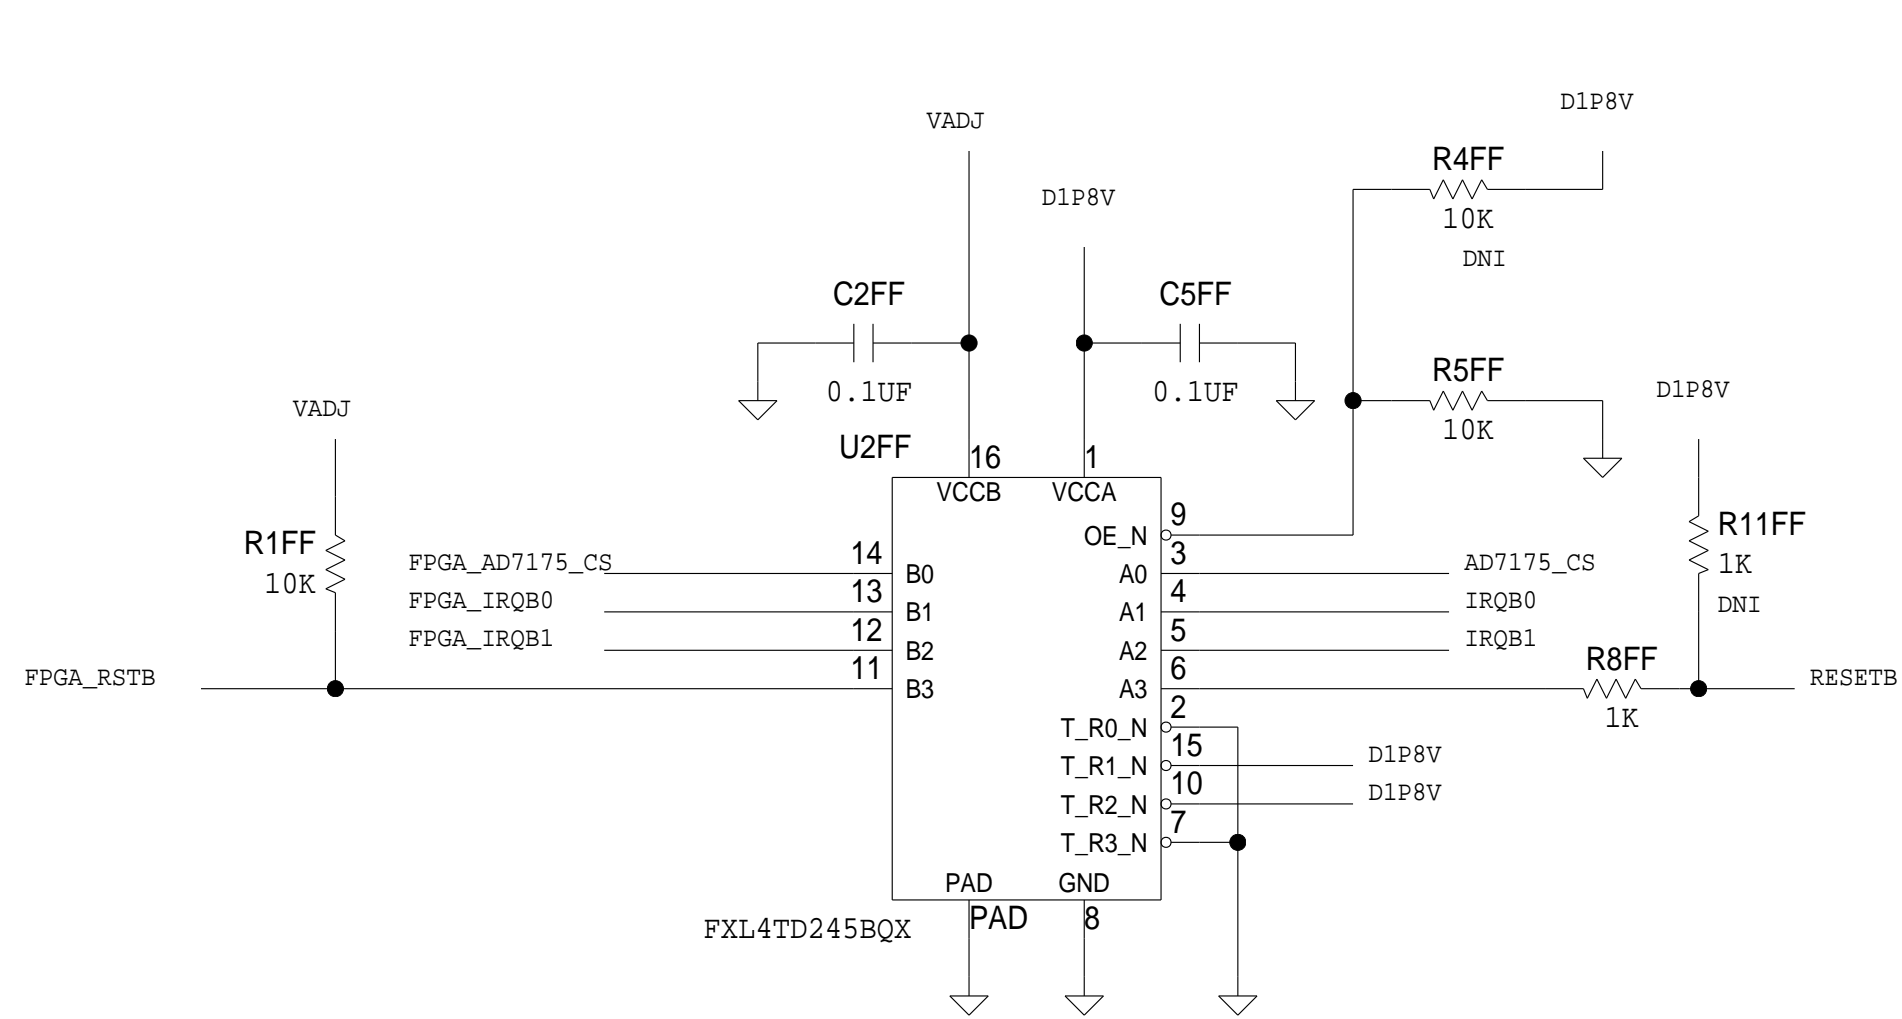 D1P8V
VADJ
R4FF
D1P8V
10K
DNI
C2FF
C5FF
R5FF
0.1UF
0.1UF
D1P8V
VADJ
10K
U2FF
16
1
VCCB
VCCA
9
R11FF
OE_N
R1FF
14
3
1K
FPGA_AD7175_CS
B0
A0
AD7175_CS
10K
13
4
FPGA_IRQB0
B1
A1
IRQB0
DNI
12
5
FPGA_IRQB1
B2
A2
IRQB1
11
6
R8FF
FPGA_RSTB
B3
A3
RESETB
2
1K
T_R0_N
15
D1P8V
T_R1_N
10
D1P8V
T_R2_N
7
T_R3_N
PAD
GND
PAD
8
FXL4TD245BQX